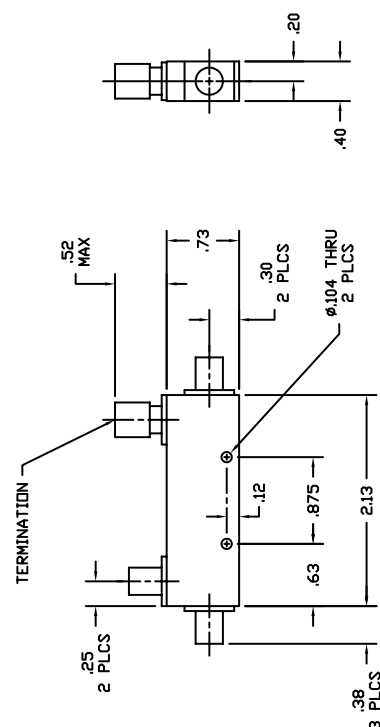 .20
.40
.52
MAX
.73
.30
2 PLCS
Ø.104 THRU
2 PLCS
TERMINATION
.12
.875
2.13
.63
.25
2 PLCS
.38
3 PLCS